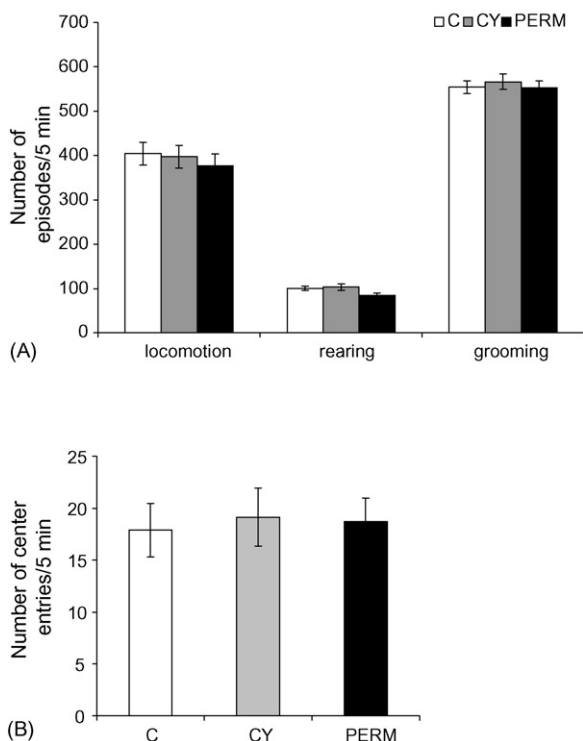 700
600
500
400
300
200
100
0
Number of
episodes/5 min
C CY PERM
locomotion rearing grooming
(A)
25
20
15
10
5
0
Number of center
entries/5 min
C CY PERM
(B)